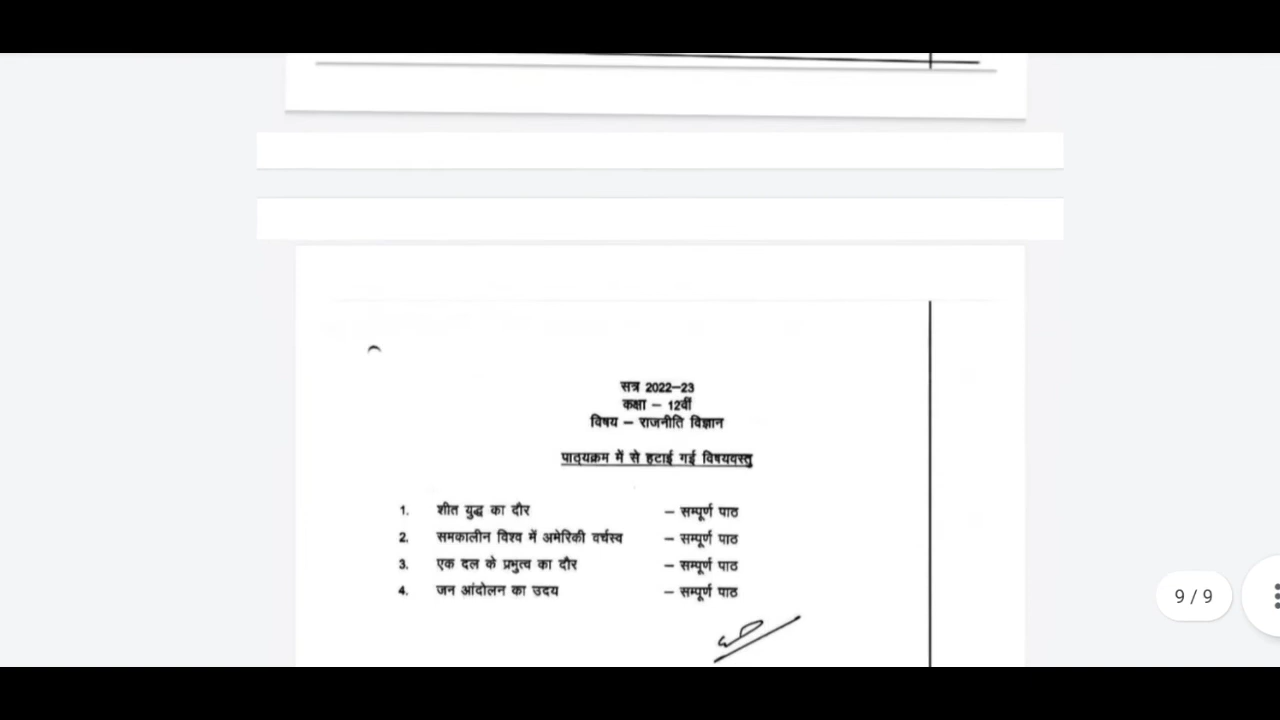 सत्र 2022–23
कक्षा – 12वीं
विषय – राजनीति विज्ञान
पाठ्यक्रम में से हटाई गई विषयवस्तु
1. शीत युद्ध का दौर – सम्पूर्ण पाठ
2. समकालीन विश्व में अमेरिकी वर्चस्व – सम्पूर्ण पाठ
3. एक दल के प्रभुत्व का दौर – सम्पूर्ण पाठ
4. जन आंदोलन का उदय – सम्पूर्ण पाठ
9 / 9